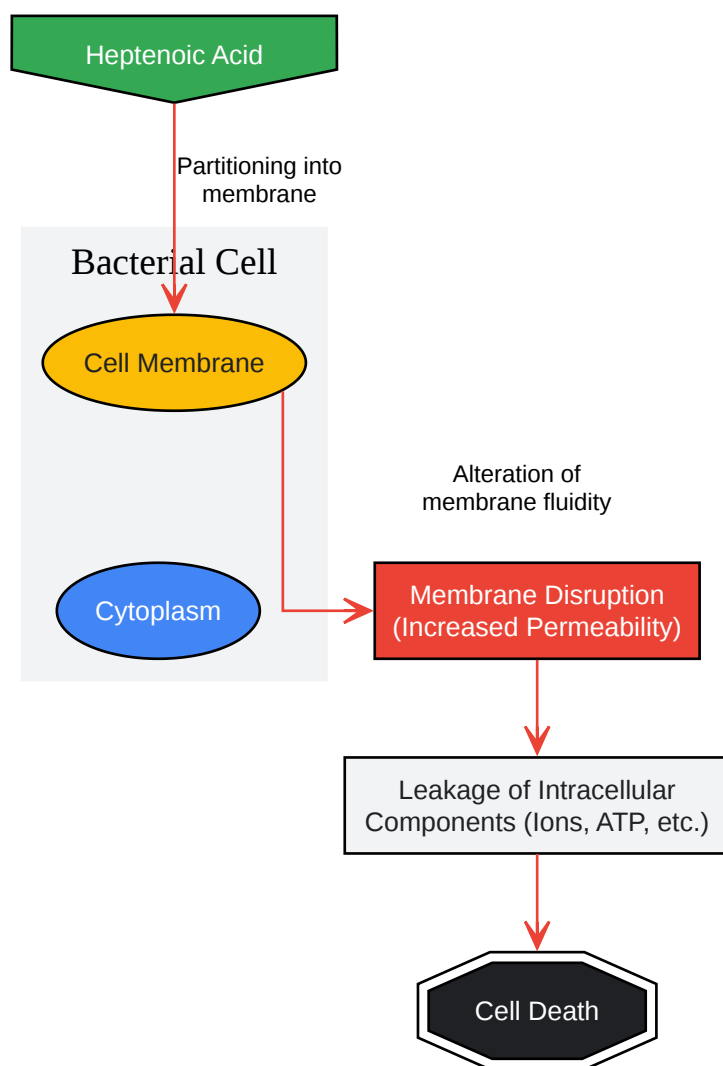 Heptenoic Acid
Partitioning into
membrane
Bacterial Cell
Cell Membrane
Alteration of
membrane fluidity
Cytoplasm
Membrane Disruption
(Increased Permeability)
Leakage of Intracellular
Components (Ions, ATP, etc.)
Cell Death